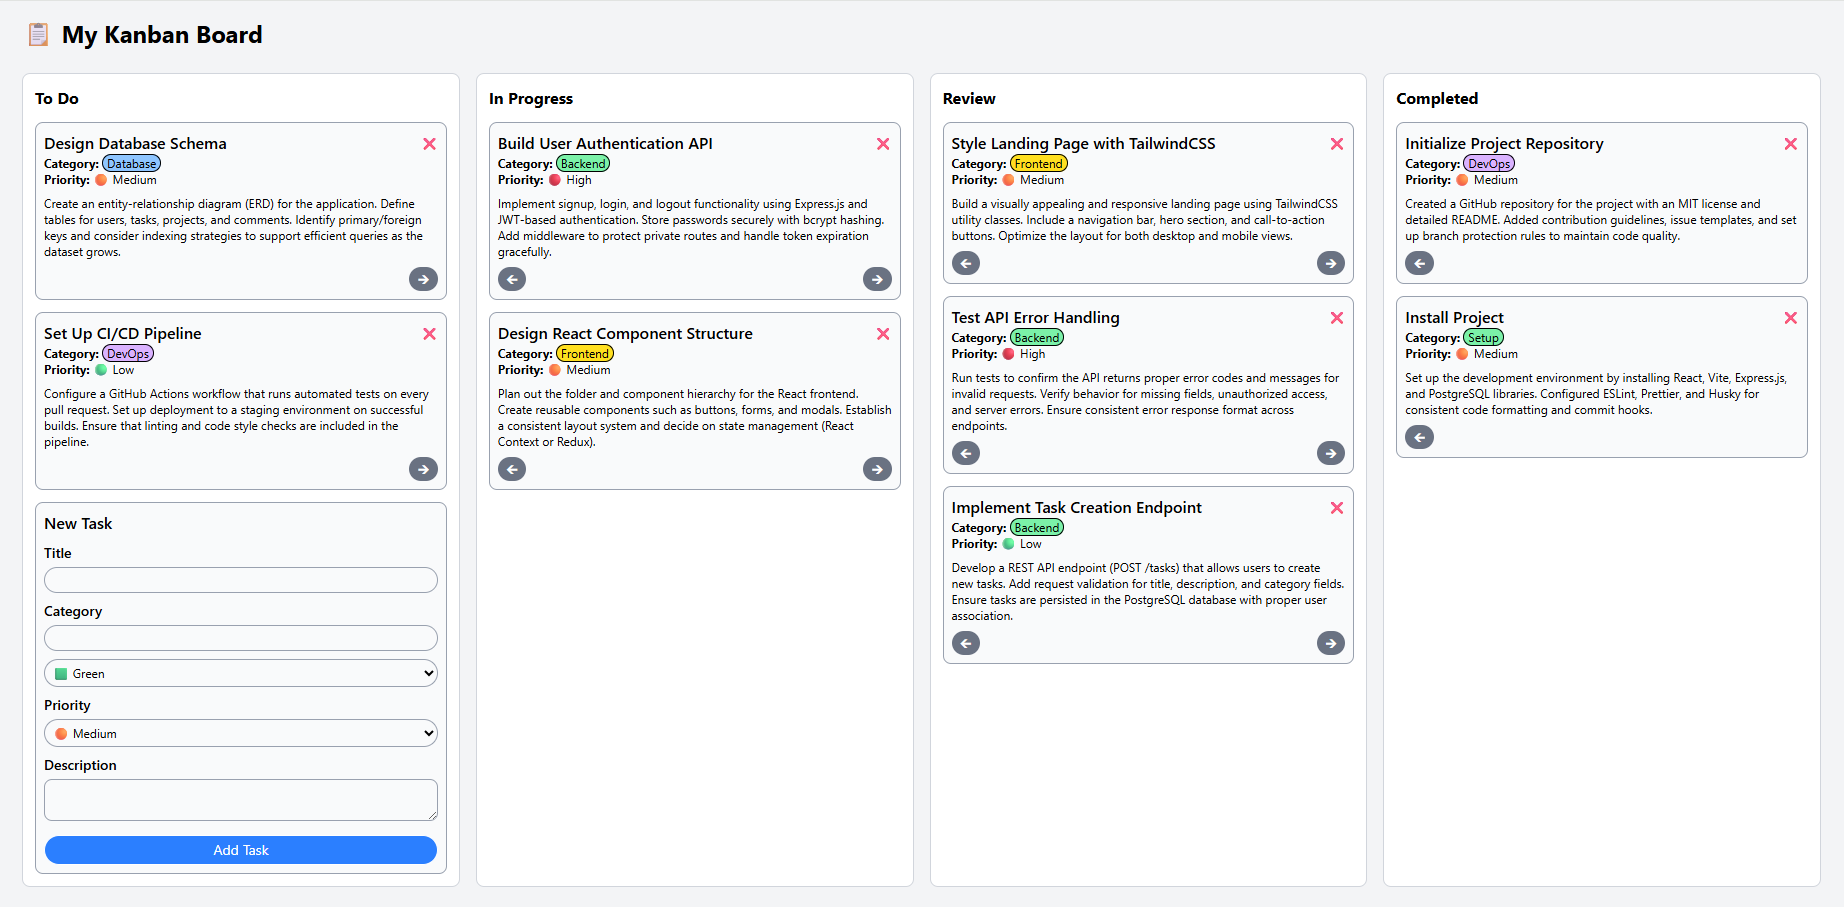 My Kanban Board
To Do
Design Database Schema
Category: Database
Priority: Medium
Create an entity-relationship diagram (ERD) for the application. Define
tables for users, tasks, projects, and comments. Identify primary/foreign
keys and consider indexing strategies to support efficient queries as the
dataset grows.
Set Up CI/CD Pipeline
Category: DevOps
Priority: Low
Configure a GitHub Actions workflow that runs automated tests on every
pull request. Set up deployment to a staging environment on successful
builds. Ensure that linting and code style checks are included in the
pipeline.
New Task
Title
Category
Green
Priority
Medium
Description
Add Task
In Progress
Build User Authentication API
Category: Backend
Priority: High
Implement signup, login, and logout functionality using Express.js and
JWT-based authentication. Store passwords securely with bcrypt hashing.
Add middleware to protect private routes and handle token expiration
gracefully.
Design React Component Structure
Category: Frontend
Priority: Medium
Plan out the folder and component hierarchy for the React frontend.
Create reusable components such as buttons, forms, and modals. Establish
a consistent layout system and decide on state management (React
Context or Redux).
Review
Style Landing Page with TailwindCSS
Category: Frontend
Priority: Medium
Build a visually appealing and responsive landing page using TailwindCSS
utility classes. Include a navigation bar, hero section, and call-to-action
buttons. Optimize the layout for both desktop and mobile views.
Test API Error Handling
Category: Backend
Priority: High
Run tests to confirm the API returns proper error codes and messages for
invalid requests. Verify behavior for missing fields, unauthorized access,
and server errors. Ensure consistent error response format across
endpoints.
Implement Task Creation Endpoint
Category: Backend
Priority: Low
Develop a REST API endpoint (POST /tasks) that allows users to create
new tasks. Add request validation for title, description, and category fields.
Ensure tasks are persisted in the PostgreSQL database with proper user
association.
Completed
Initialize Project Repository
Category: DevOps
Priority: Medium
Created a GitHub repository for the project with an MIT license and
detailed README. Added contribution guidelines, issue templates, and set
up branch protection rules to maintain code quality.
Install Project
Category: Setup
Priority: Medium
Set up the development environment by installing React, Vite, Express.js,
and PostgreSQL libraries. Configured ESLint, Prettier, and Husky for
consistent code formatting and commit hooks.